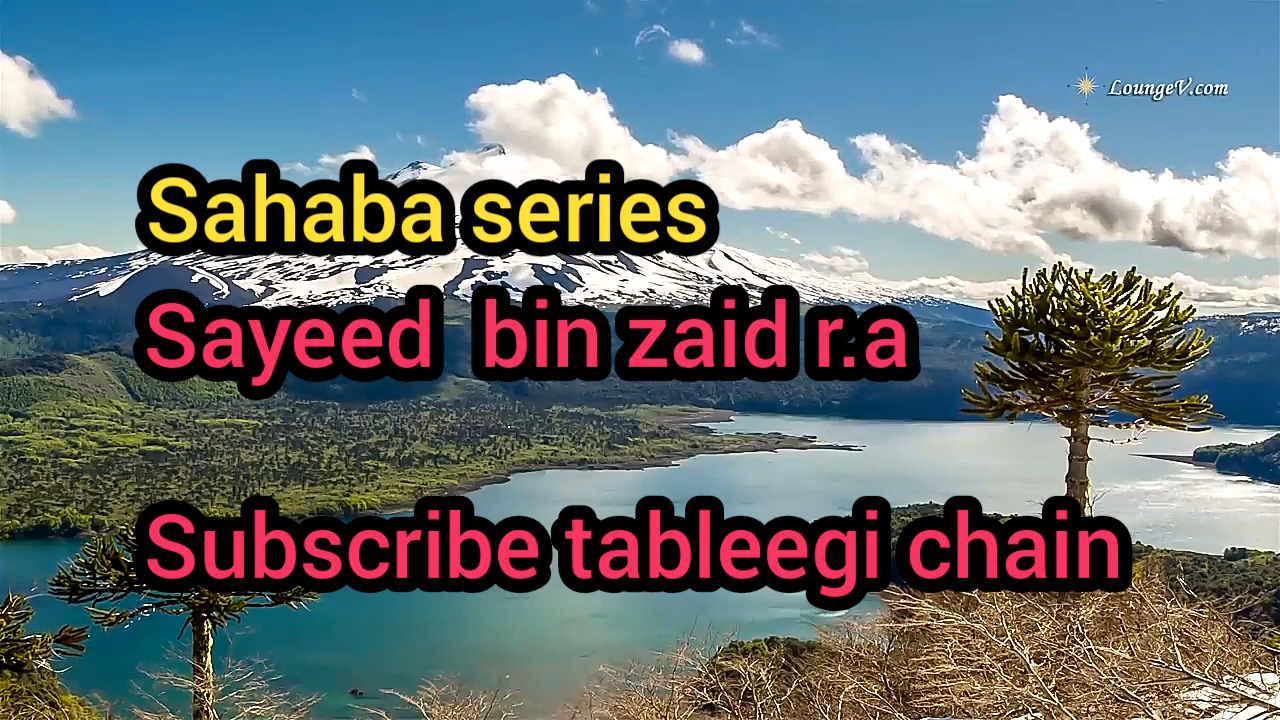 LoungeV.com
Sahaba series
Sayeed bin zaid r.a
Subscribe tableegi chain